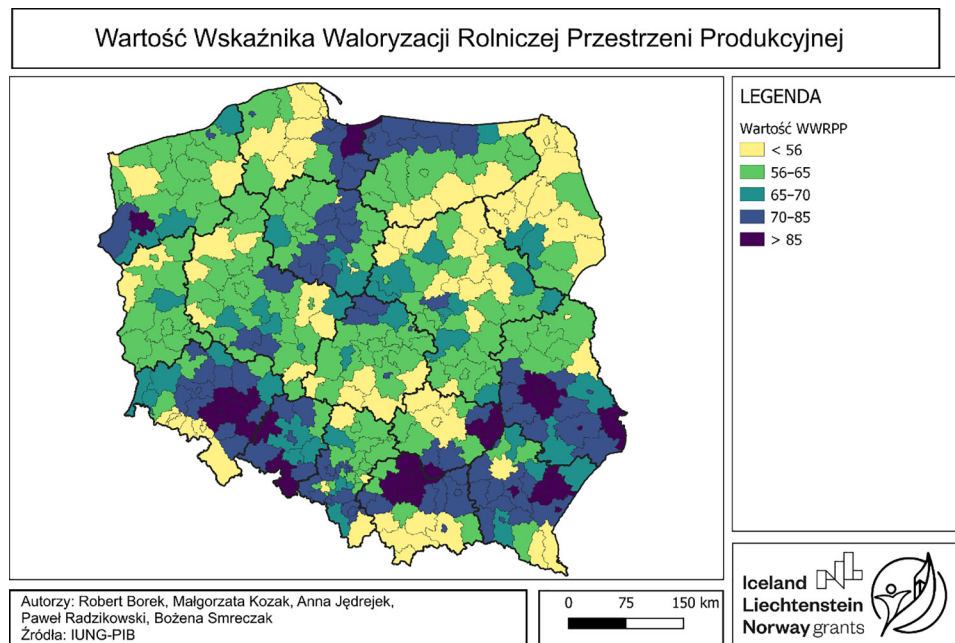 Wartość Wskaźnika Waloryzacji Rolniczej Przestrzeni Produkcyjnej
LEGENDA
Wartość WWRPP
< 56
56–65
65–70
70–85
> 85
Autorzy: Robert Borek, Małgorzata Kozak, Anna Jędrejek,
Paweł Radzikowski, Bożena Smreczak
Źródła: IUNG-PIB
0 75 150 km
Iceland
Liechtenstein
Norway grants